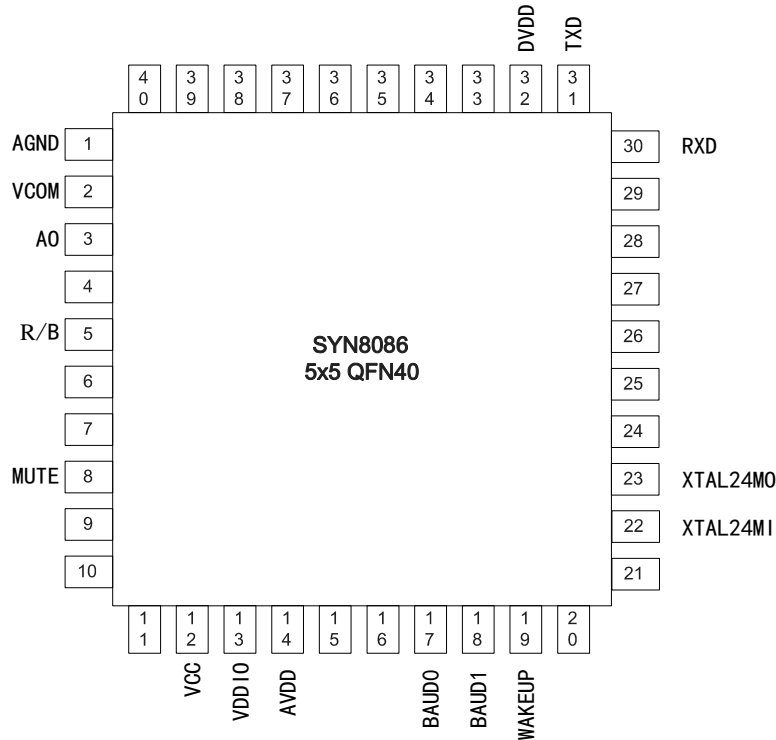 DVDD TXD
40 39 38 37 36 35 34 33 32 31
AGND 1
VCOM 2
AO 3
4
R/B 5
6
7
MUTE 8
9
10
SYN8086
5x5 QFN40
30 RXD
29
28
27
26
25
24
23 XTAL24MO
22 XTAL24MI
21
11 12 13 14 15 16 17 18 19 20
VCC VDDIO AVDD BAUD0 BAUD1 WAKEUP